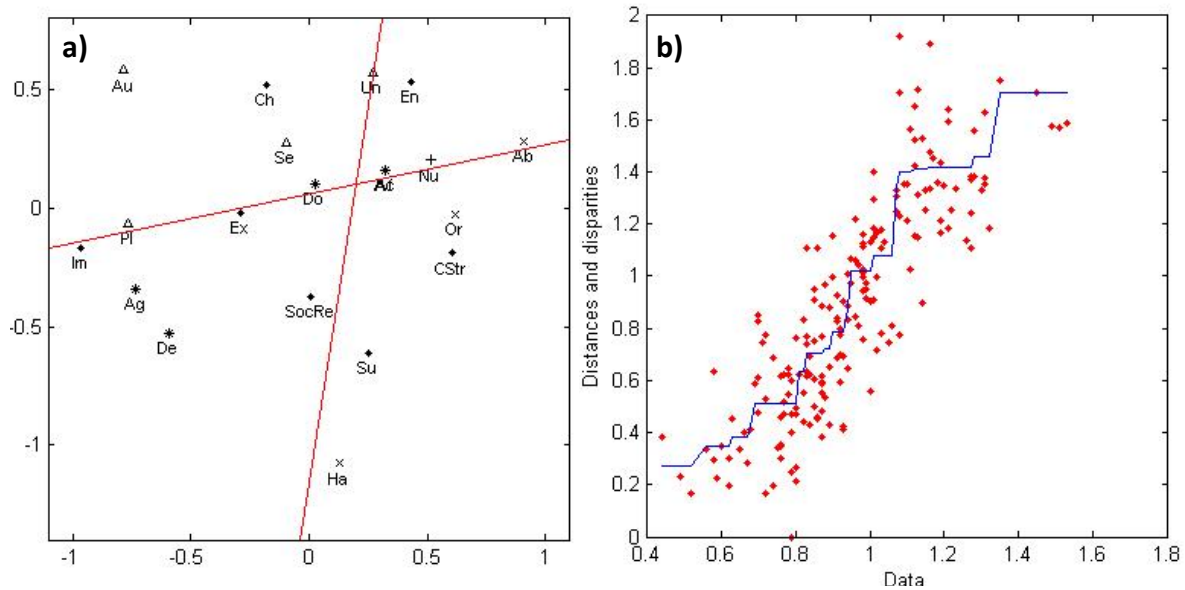 a)
0.5
0
-0.5
-1
-1
-0.5
0
0.5
1
Au
Ch
Un
En
Se
Ab
Do
Nu
Pl
Ex
Or
Im
CStr
Ag
SocRe
De
Su
Ha
b)
2
1.8
1.6
1.4
1.2
1
0.8
0.6
0.4
0.2
0
0.4
0.6
0.8
1
1.2
1.4
1.6
1.8
Distances and disparities
Data